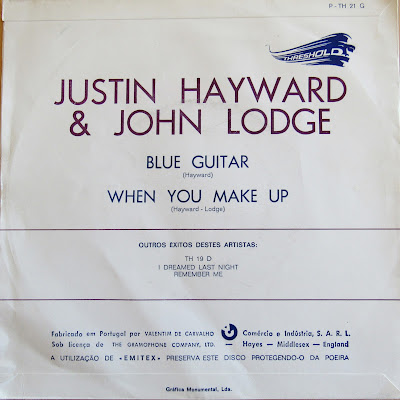 P - TH 21 G
THRESHOLD
JUSTIN HAYWARD
& JOHN LODGE
BLUE GUITAR
(Hayward)
WHEN YOU MAKE UP
(Hayward - Lodge)
OUTROS EXITOS DESTES ARTISTAS:
TH 19 D
I DREAMED LAST NIGHT
REMEMBER ME
Fabricado em Portugal por VALENTIM DE CARVALHO Comércio e Indústria, S. A. R. L.
Sob licença de THE GRAMOPHONE COMPANY, LTD. — Hayes — Middlesex — England
A UTILIZAÇÃO DE «EMITEX» PRESERVA ESTE DISCO PROTEGENDO-O DA POEIRA
Gráfica Monumental, Lda.